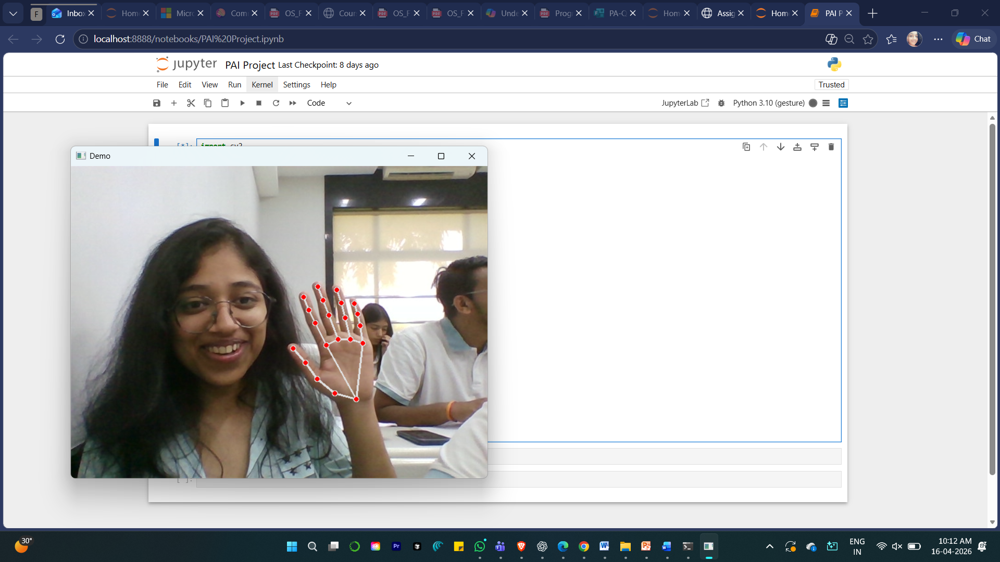 F
Inbo
Hom
Micr
Com
OS_F
Coun
OS_F
OS_F
Unde
Prog
PA-Q
Hom
Assig
Hom
PAI P
localhost:8888/notebooks/PAI%20Project.ipynb
Chat
jupyter
PAI Project
Last Checkpoint: 8 days ago
File
Edit
View
Run
Kernel
Settings
Help
Trusted
Code
JupyterLab
Python 3.10 (gesture)
[*]:
import cv2
Demo
[ ]:
30°
ENG
IN
10:12 AM
16-04-2026